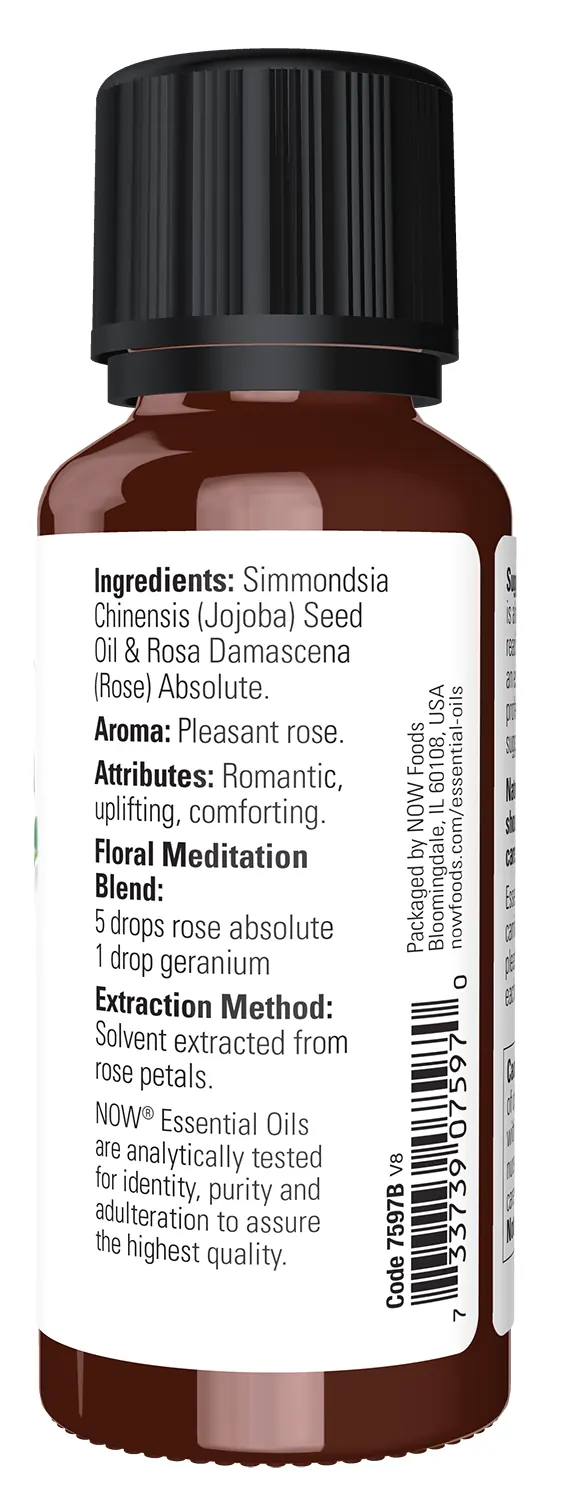 Ingredients: Simmondsia
Chinensis (Jojoba) Seed
Oil & Rosa Damascena
(Rose) Absolute.
Aroma: Pleasant rose.
Attributes: Romantic,
uplifting, comforting.
Floral Meditation
Blend:
5 drops rose absolute
1 drop geranium
Extraction Method:
Solvent extracted from
rose petals.
NOW® Essential Oils
are analytically tested
for identity, purity and
adulteration to assure
the highest quality.
Packaged by NOW Foods
Bloomingdale, IL 60108, USA
nowfoods.com/essential-oils
Code 7597B V8
7 33739 07597 0